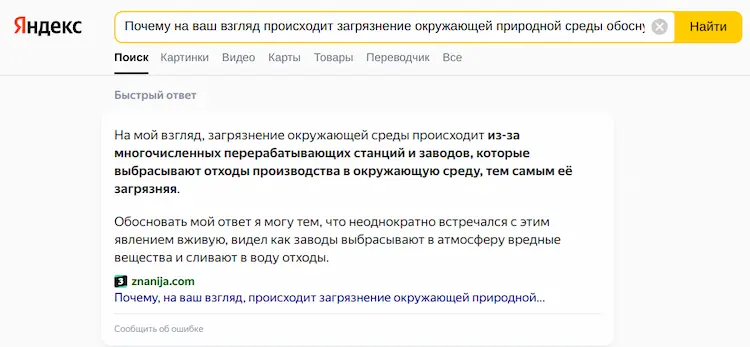 Яндекс
Почему на ваш взгляд происходит загрязнение окружающей природной среды обосну
Найти
Поиск Картинки Видео Карты Товары Переводчик Все
Быстрый ответ
На мой взгляд, загрязнение окружающей среды происходит из-за
многочисленных перерабатывающих станций и заводов, которые
выбрасывают отходы производства в окружающую среду, тем самым её
загрязняя.
Обосновать мой ответ я могу тем, что неоднократно встречался с этим
явлением вживую, видел как заводы выбрасывают в атмосферу вредные
вещества и сливают в воду отходы.
znanija.com
Почему, на ваш взгляд, происходит загрязнение окружающей природной...
Сообщить об ошибке